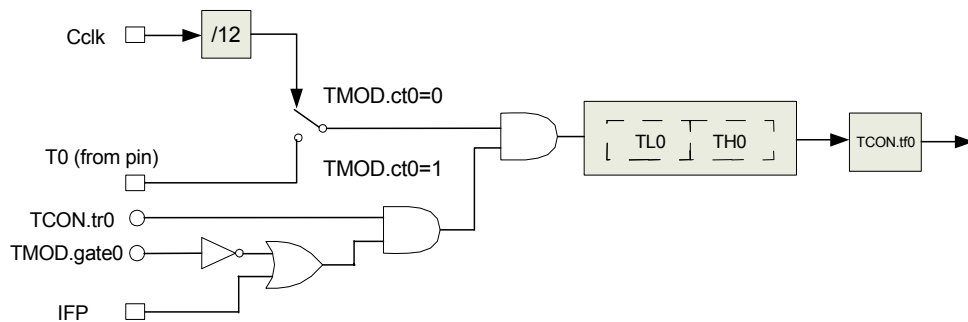 Cclk
/12
TMOD.ct0=0
T0 (from pin)
TMOD.ct0=1
TL0
TH0
TCON.tf0
TCON.tr0
TMOD.gate0
IFP